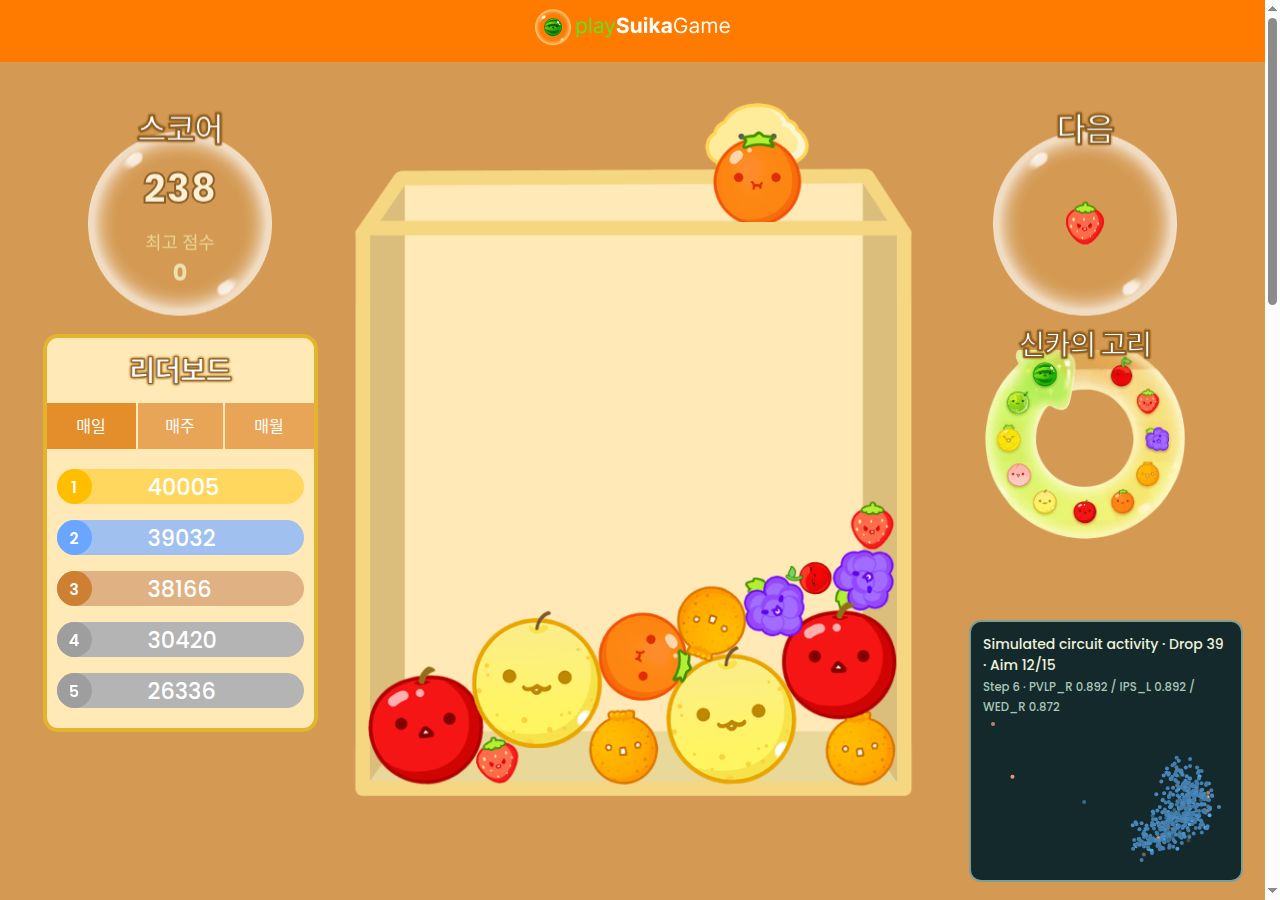 playSuikaGame
스코어
238
최고 점수
0
다음
리더보드
매일
매주
매월
1 40005
2 39032
3 38166
4 30420
5 26336
신카의 고리
Simulated circuit activity · Drop 39
· Aim 12/15
Step 6 · PVLP_R 0.892 / IPS_L 0.892 /
WED_R 0.872